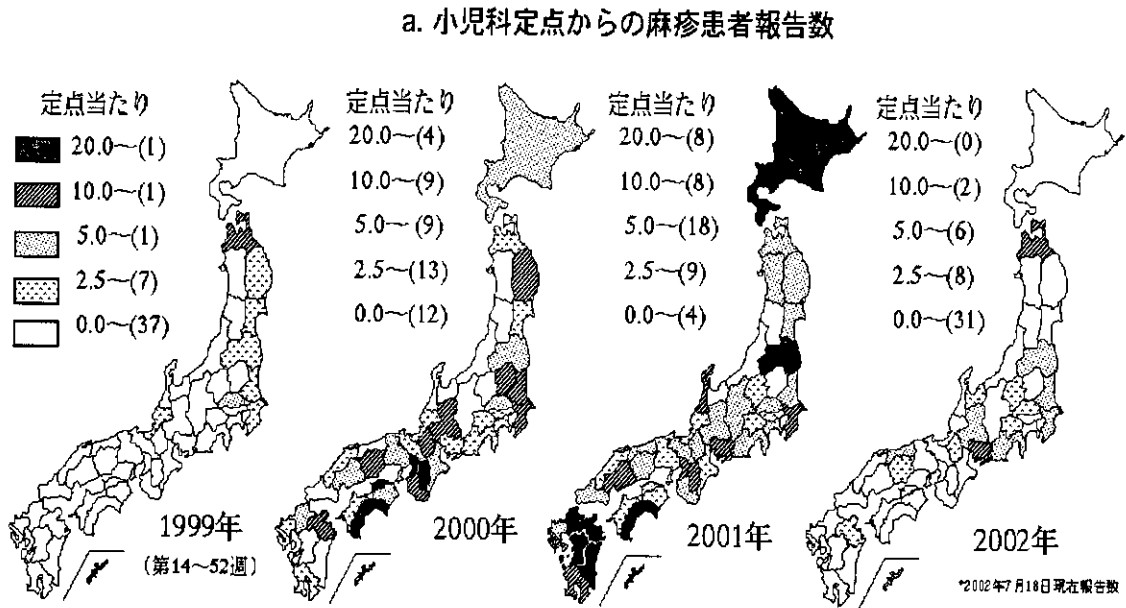 a. 小児科定点からの麻疹患者報告数
定点当たり
20.0～(1)
10.0～(1)
5.0～(1)
2.5～(7)
0.0～(37)
1999年
(第14～52週)
定点当たり
20.0～(4)
10.0～(9)
5.0～(9)
2.5～(13)
0.0～(12)
2000年
定点当たり
20.0～(8)
10.0～(8)
5.0～(18)
2.5～(9)
0.0～(4)
2001年
定点当たり
20.0～(0)
10.0～(2)
5.0～(6)
2.5～(8)
0.0～(31)
2002年
*2002年7月18日現在報告数